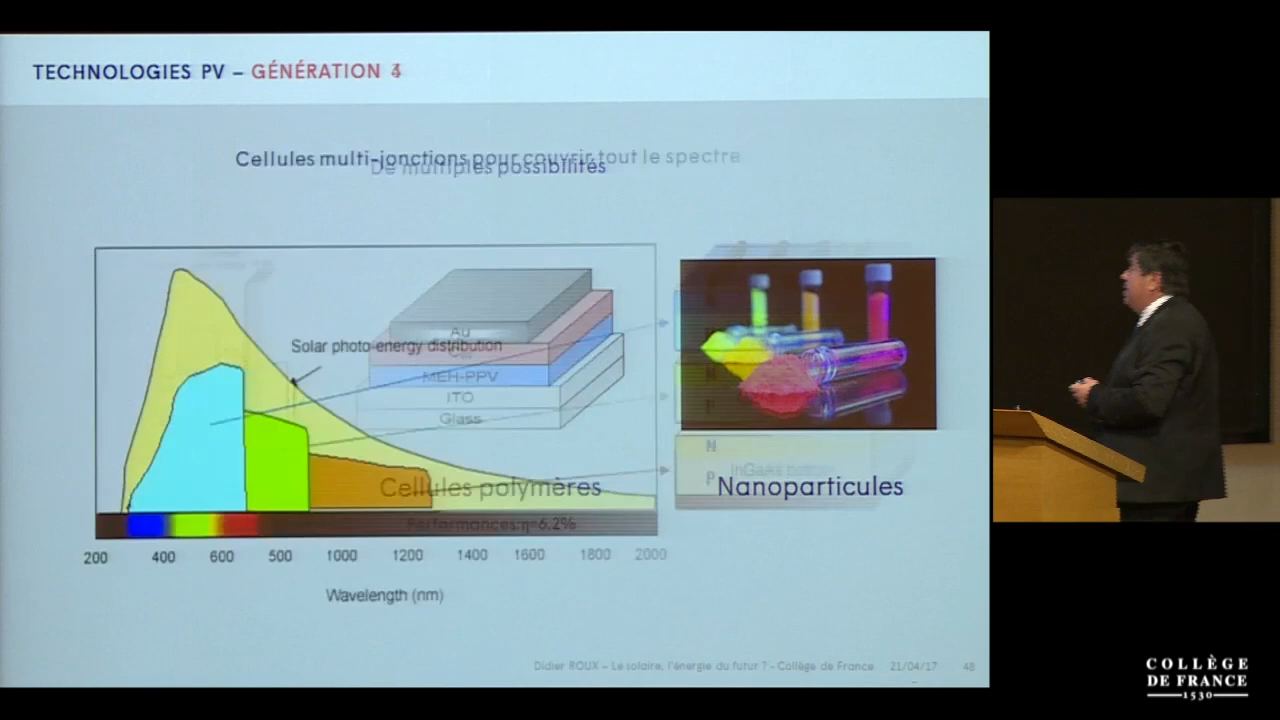 TECHNOLOGIES PV – GÉNÉRATION
Cellules multi-jonctions pour couvrir tout le spectre
De multiples possibilités
Au
Solar photo-energy distribution
MEH-PPV
ITO
Glass
N
P
Cellules polymères
Nanoparticules
Performances:η=6.2%
200 400 600 500 1000 1200 1400 1600 1800 2000
Wavelength (nm)
Didier ROUX – Le solaire, l'énergie du futur ? - Collège de France 21/04/17 48
COLLÈGE
DE FRANCE
1530